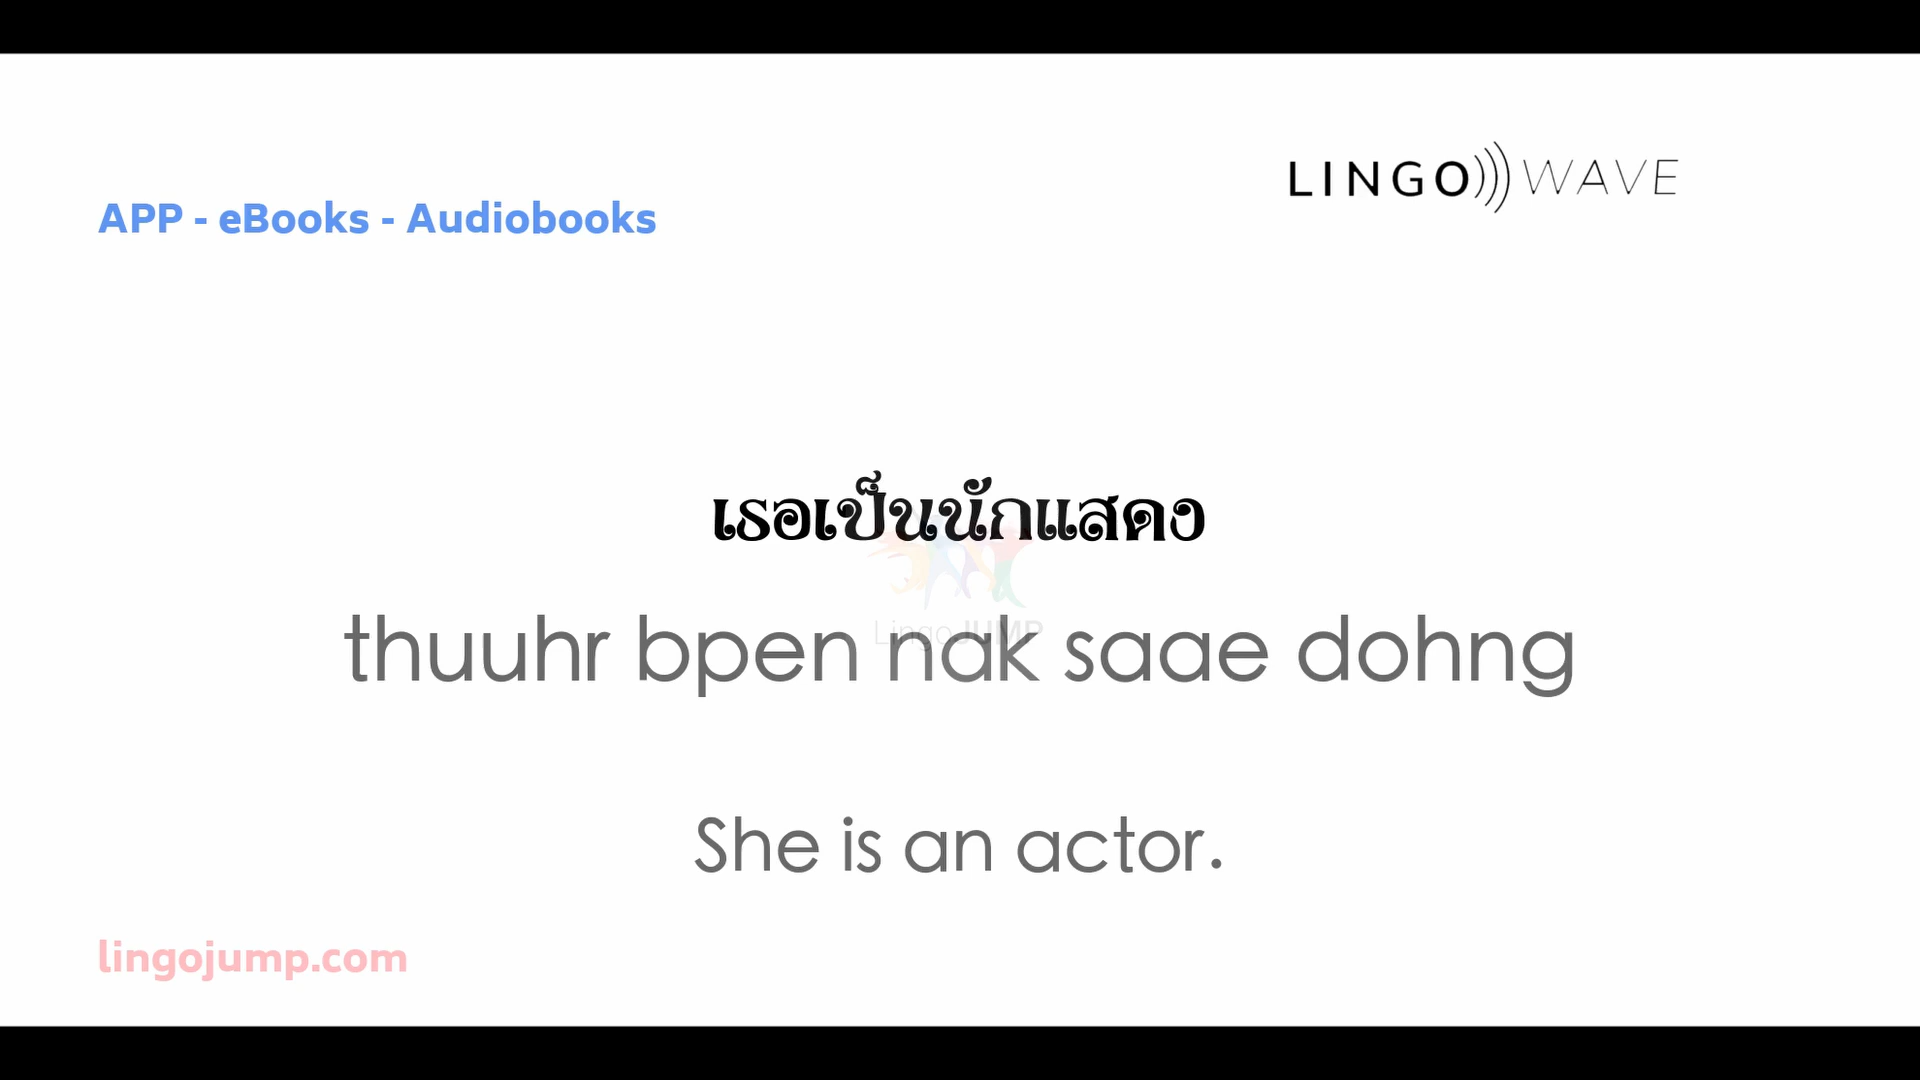 LINGO WAVE
APP - eBooks - Audiobooks
เธอเป็นนักแสดง
LingoJUMP
thuuhr bpen nak saae dohng
She is an actor.
lingojump.com